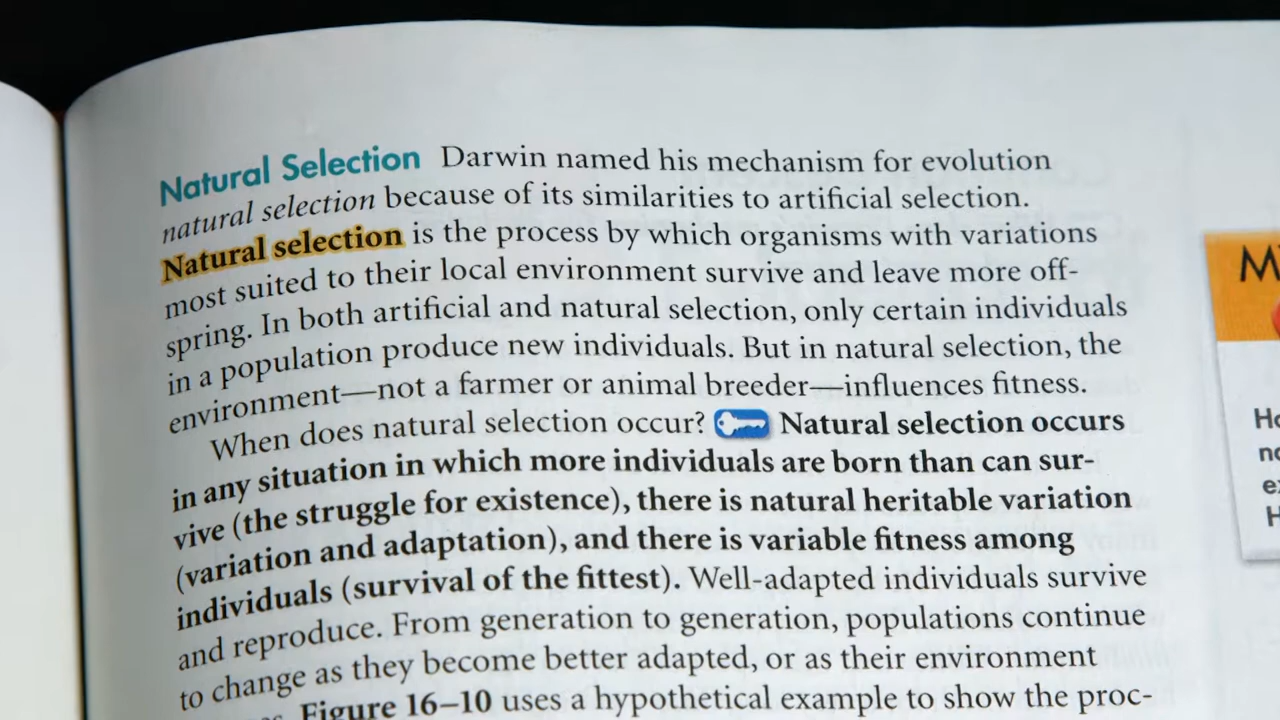 Natural Selection Darwin named his mechanism for evolution
natural selection because of its similarities to artificial selection.
Natural selection is the process by which organisms with variations
most suited to their local environment survive and leave more off-
spring. In both artificial and natural selection, only certain individuals
in a population produce new individuals. But in natural selection, the
environment—not a farmer or animal breeder—influences fitness.
When does natural selection occur? Natural selection occurs
in any situation in which more individuals are born than can sur-
vive (the struggle for existence), there is natural heritable variation
(variation and adaptation), and there is variable fitness among
individuals (survival of the fittest). Well-adapted individuals survive
and reproduce. From generation to generation, populations continue
to change as they become better adapted, or as their environment
Figure 16–10 uses a hypothetical example to show the proc-